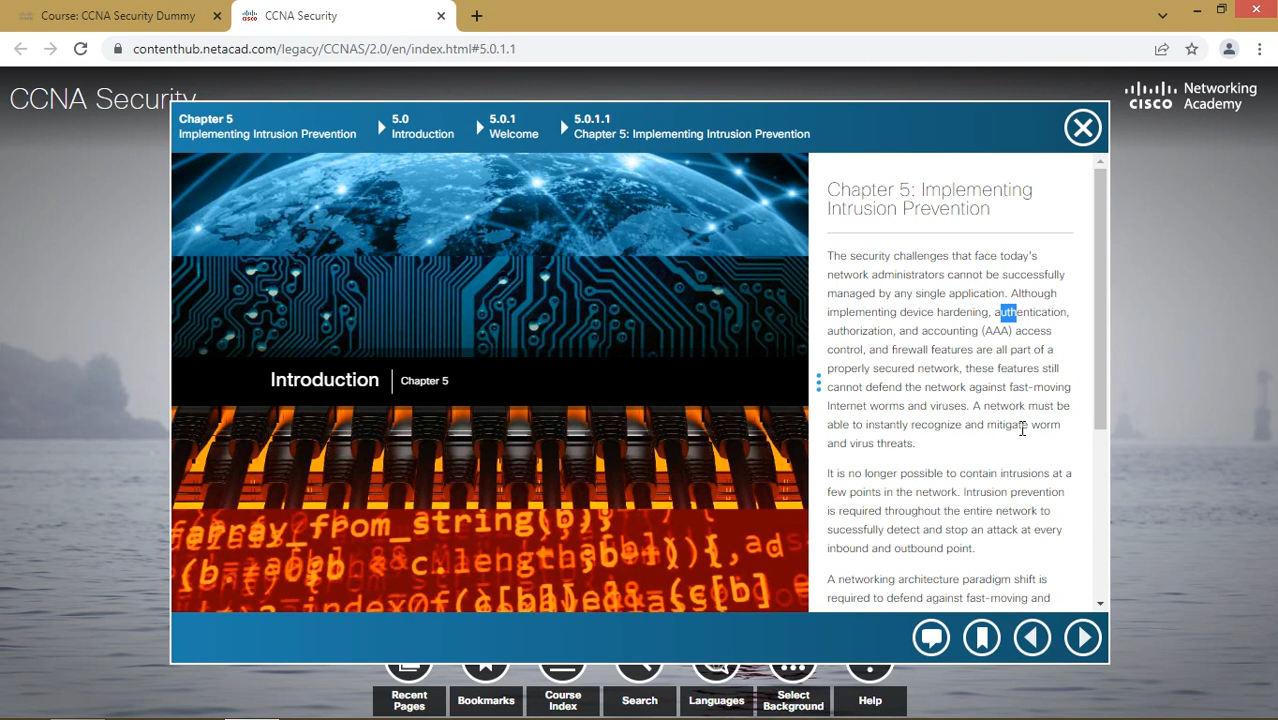 Course: CCNA Security Dummy
CCNA Security
contenthub.netacad.com/legacy/CCNAS/2.0/en/index.html#5.0.1.1
CCNA Security
Networking
CISCO Academy
Chapter 5
Implementing Intrusion Prevention
5.0
Introduction
5.0.1
Welcome
5.0.1.1
Chapter 5: Implementing Intrusion Prevention
Introduction
Chapter 5
array_from_string(b);
c.length;
Chapter 5: Implementing
Intrusion Prevention
The security challenges that face today's
network administrators cannot be successfully
managed by any single application. Although
implementing device hardening, authentication,
authorization, and accounting (AAA) access
control, and firewall features are all part of a
properly secured network, these features still
cannot defend the network against fast-moving
Internet worms and viruses. A network must be
able to instantly recognize and mitigate worm
and virus threats.
It is no longer possible to contain intrusions at a
few points in the network. Intrusion prevention
is required throughout the entire network to
sucessfully detect and stop an attack at every
inbound and outbound point.
A networking architecture paradigm shift is
required to defend against fast-moving and
Recent
Pages
Bookmarks
Course
Index
Search
Languages
Select
Background
Help